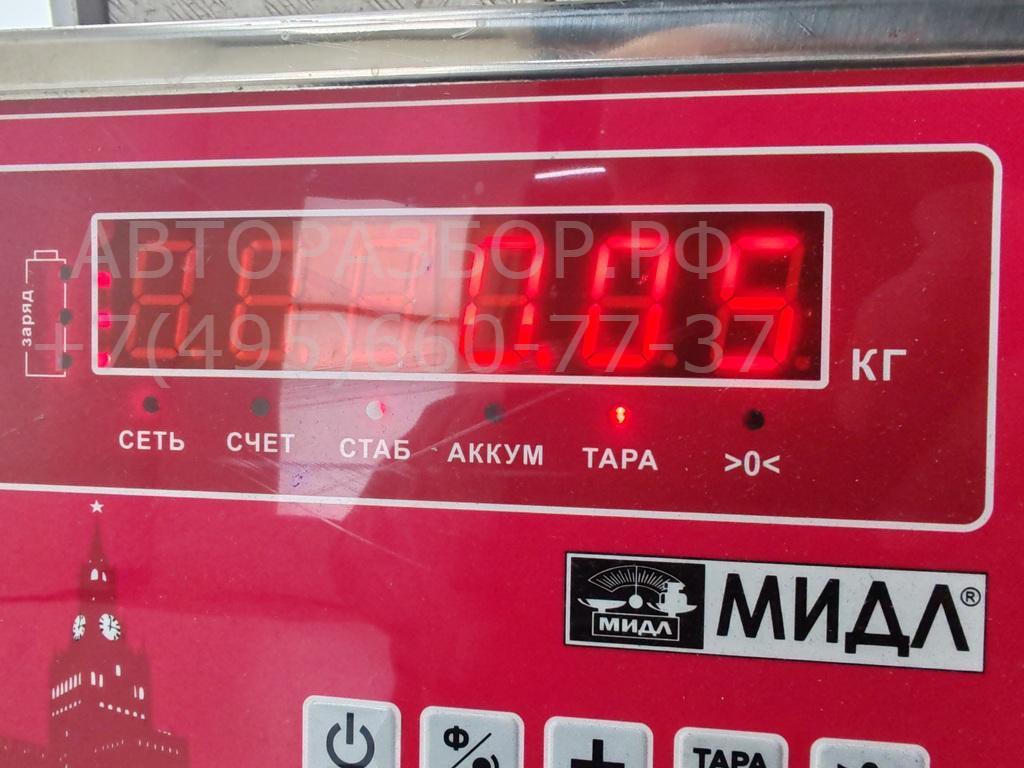 АВТОРАЗБОР.РФ
+7(495)660-77-37
0.05
заряд
КГ
СЕТЬ СЧЕТ СТАБ АККУМ ТАРА >0<
МИДЛ МИДЛ®
Ф ТАРА